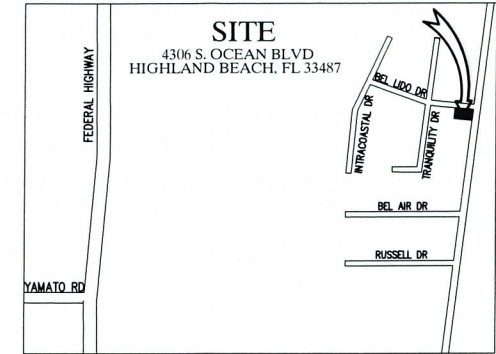 SITE
4306 S. OCEAN BLVD
HIGHLAND BEACH, FL 33487
FEDERAL HIGHWAY
BEL LIDO DR
INTRACOASTAL DR
TRANQUILITY DR
BEL AIR DR
RUSSELL DR
YAMATO RD